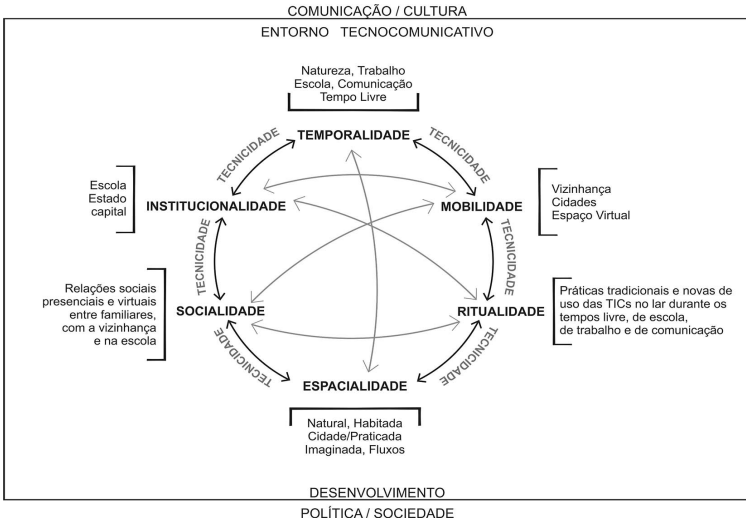 COMUNICAÇÃO / CULTURA
ENTORNO TECNOCOMUNICATIVO
Natureza, Trabalho
Escola, Comunicação
Tempo Livre
TEMPORALIDADE
TECNICIDADE
TECNICIDADE
Escola
Estado
capital
INSTITUCIONALIDADE
MOBILIDADE
Vizinhança
Cidades
Espaço Virtual
TECNICIDADE
TECNICIDADE
Relações sociais
presenciais e virtuais
entre familiares,
com a vizinhança
e na escola
SOCIALIDADE
RITUALIDADE
Práticas tradicionais e novas de
uso das TICs no lar durante os
tempos livre, de escola,
de trabalho e de comunicação
TECNICIDADE
TECNICIDADE
ESPACIALIDADE
Natural, Habitada
Cidade/Praticada
Imaginada, Fluxos
DESENVOLVIMENTO
POLÍTICA / SOCIEDADE